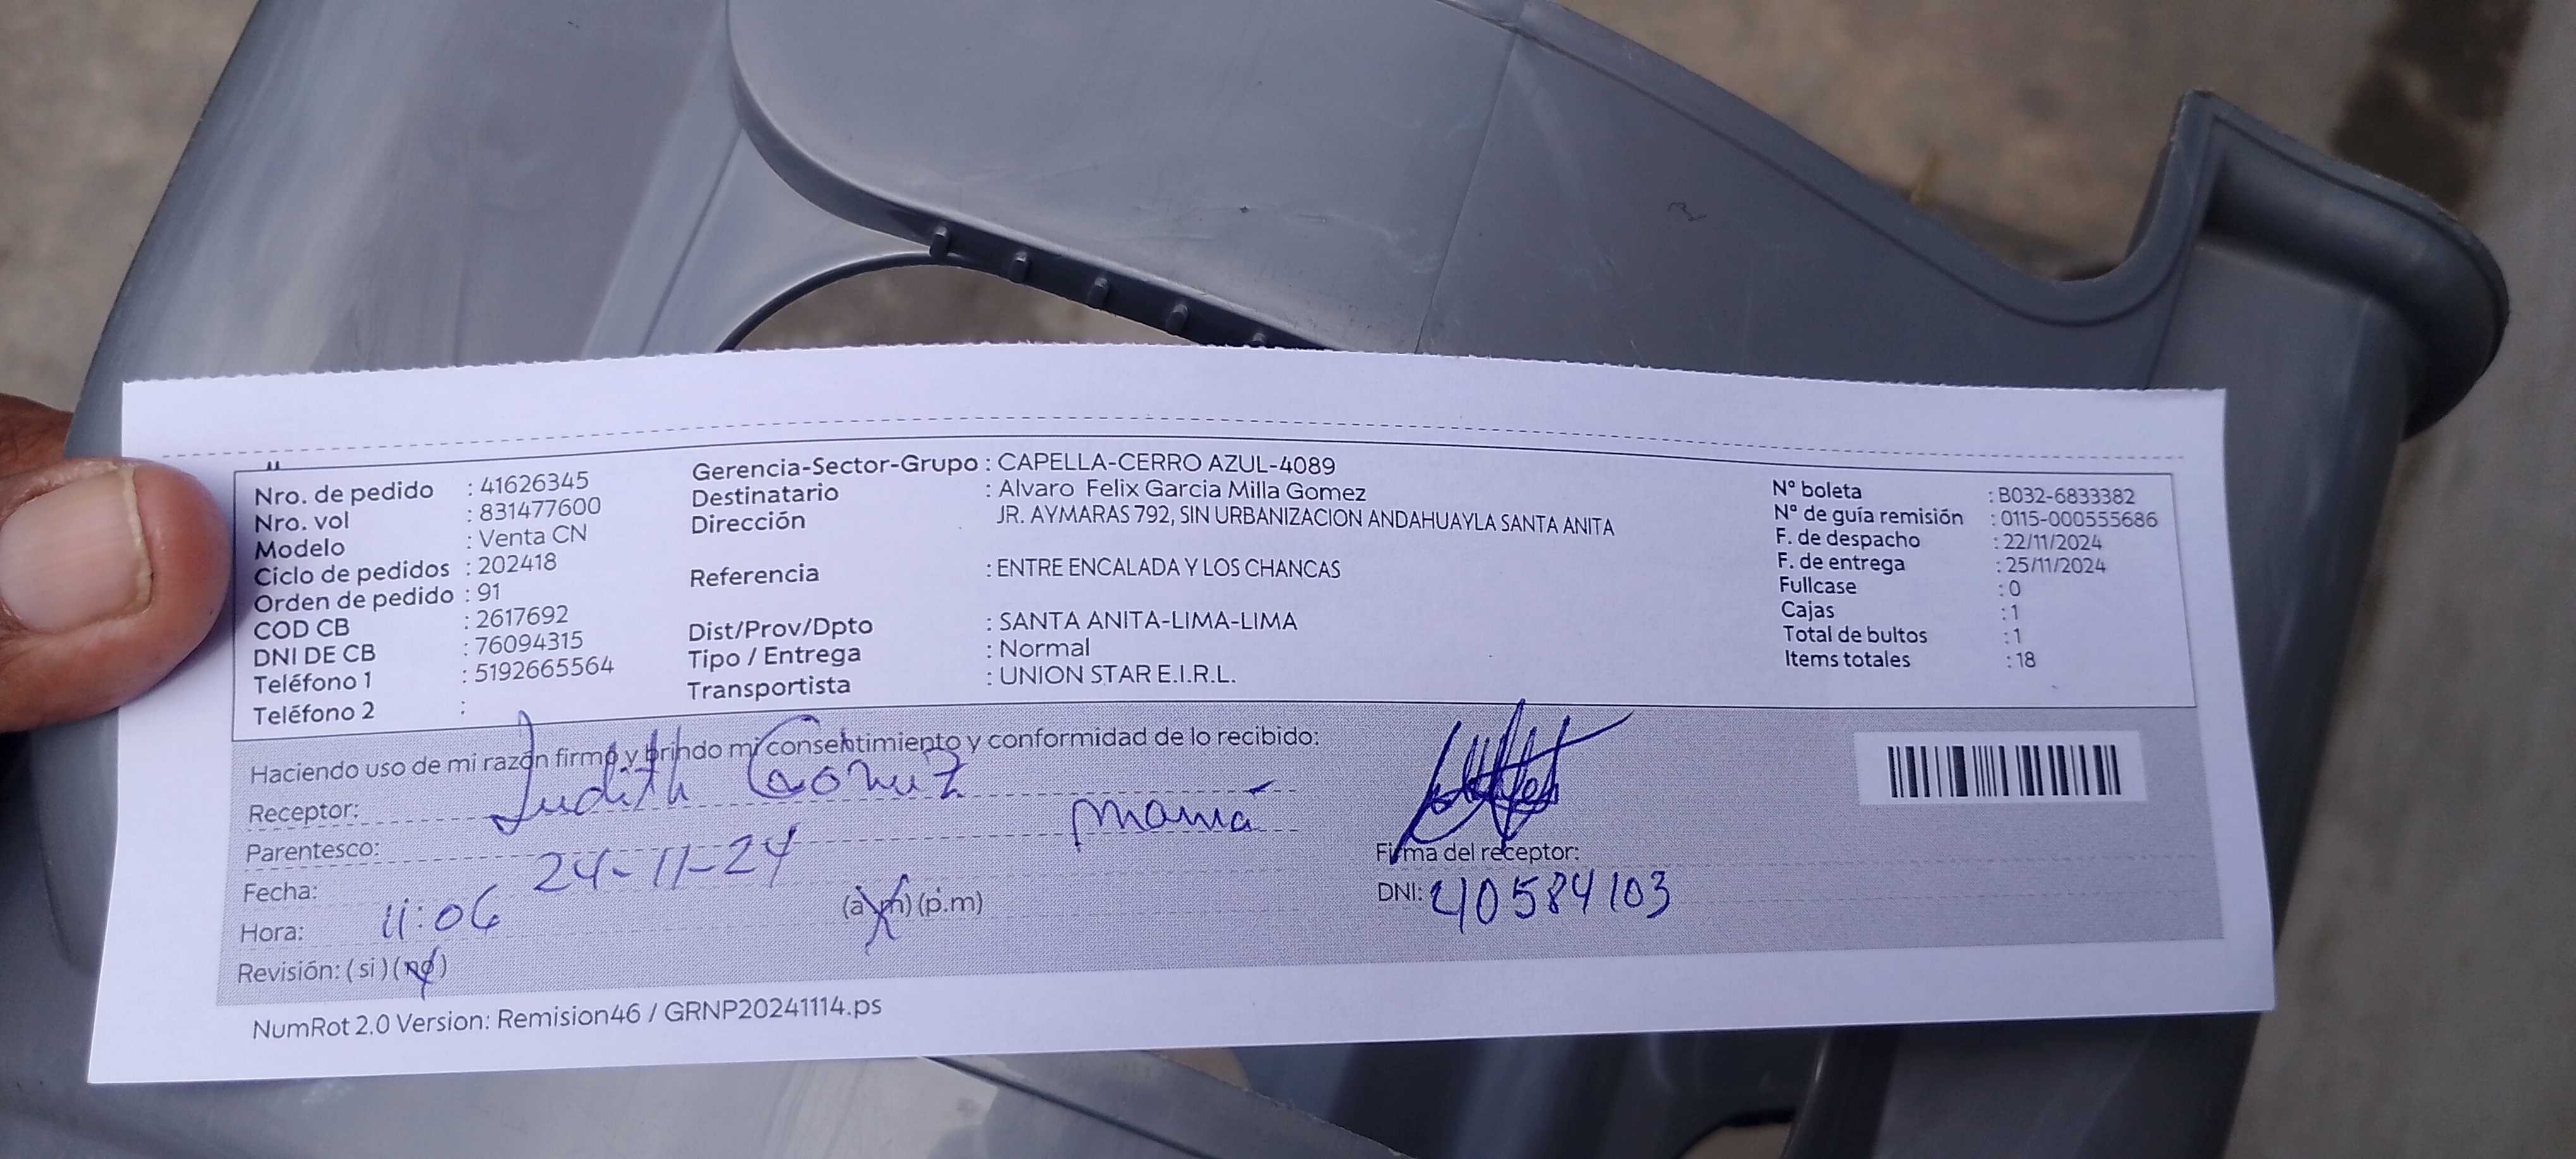 Nro. de pedido : 41626345
Nro. vol : 831477600
Modelo : Venta CN
Ciclo de pedidos : 202418
Orden de pedido : 91
COD CB : 2617692
DNI DE CB : 76094315
Teléfono 1 : 5192665564
Teléfono 2 :
Gerencia-Sector-Grupo : CAPELLA-CERRO AZUL-4089
Destinatario : Alvaro Felix Garcia Milla Gomez
Dirección JR. AYMARAS 792, SIN URBANIZACION ANDAHUAYLA SANTA ANITA
Referencia : ENTRE ENCALADA Y LOS CHANCAS
Dist/Prov/Dpto : SANTA ANITA-LIMA-LIMA
Tipo / Entrega : Normal
Transportista : UNION STAR E.I.R.L.
N° boleta : B032-6833382
N° de guía remisión : 0115-000555686
F. de despacho : 22/11/2024
F. de entrega : 25/11/2024
Fullcase : 0
Cajas : 1
Total de bultos : 1
Items totales : 18
Haciendo uso de mi razón firmo y brindo mi consentimiento y conformidad de lo recibido:
Receptor: Judith
Parentesco: mamá
Fecha: 24-11-24
Hora: 11:06 (a.m) (p.m)
Revisión: (si) (no)
Firma del receptor:
DNI: 40584103
NumRot 2.0 Version: Remision46 / GRNP20241114.ps